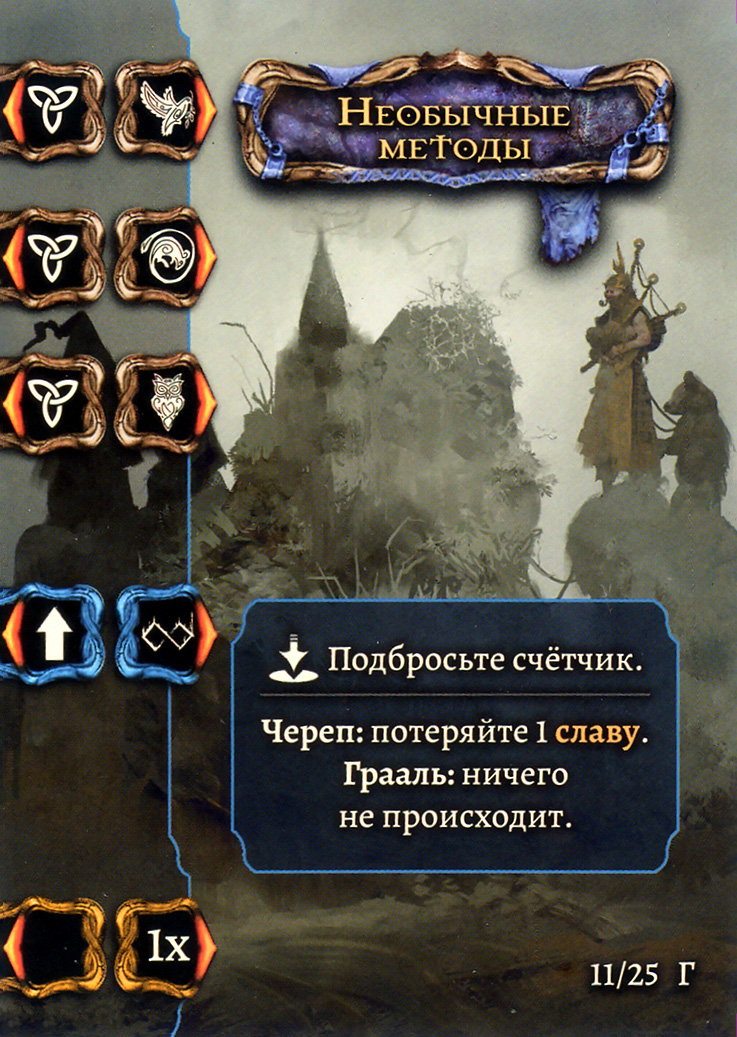 Необычные
методы
Подбросьте счётчик.
Череп: потеряйте 1 славу.
Грааль: ничего
не происходит.
1x
11/25 Г